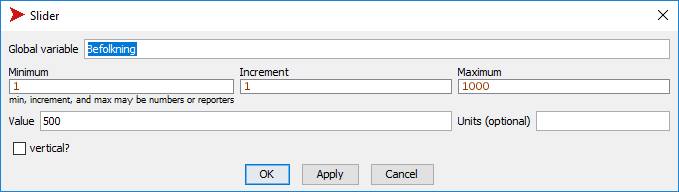 Slider
Global variable Befolkning
Minimum Increment Maximum
1 1 1000
min, increment, and max may be numbers or reporters
Value 500 Units (optional)
vertical?
OK Apply Cancel